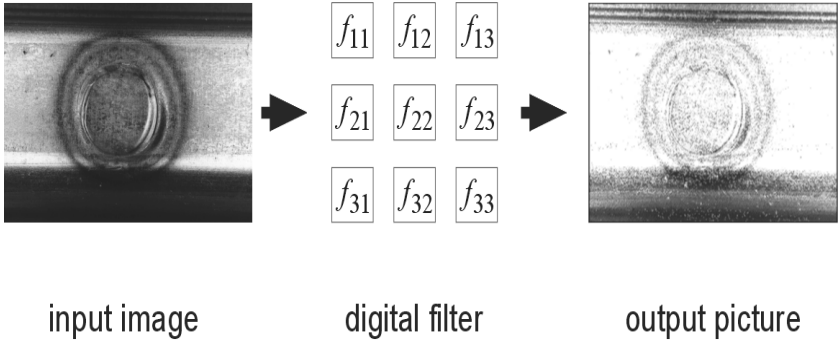 f11 f12 f13
f21 f22 f23
f31 f32 f33
input image digital filter output picture